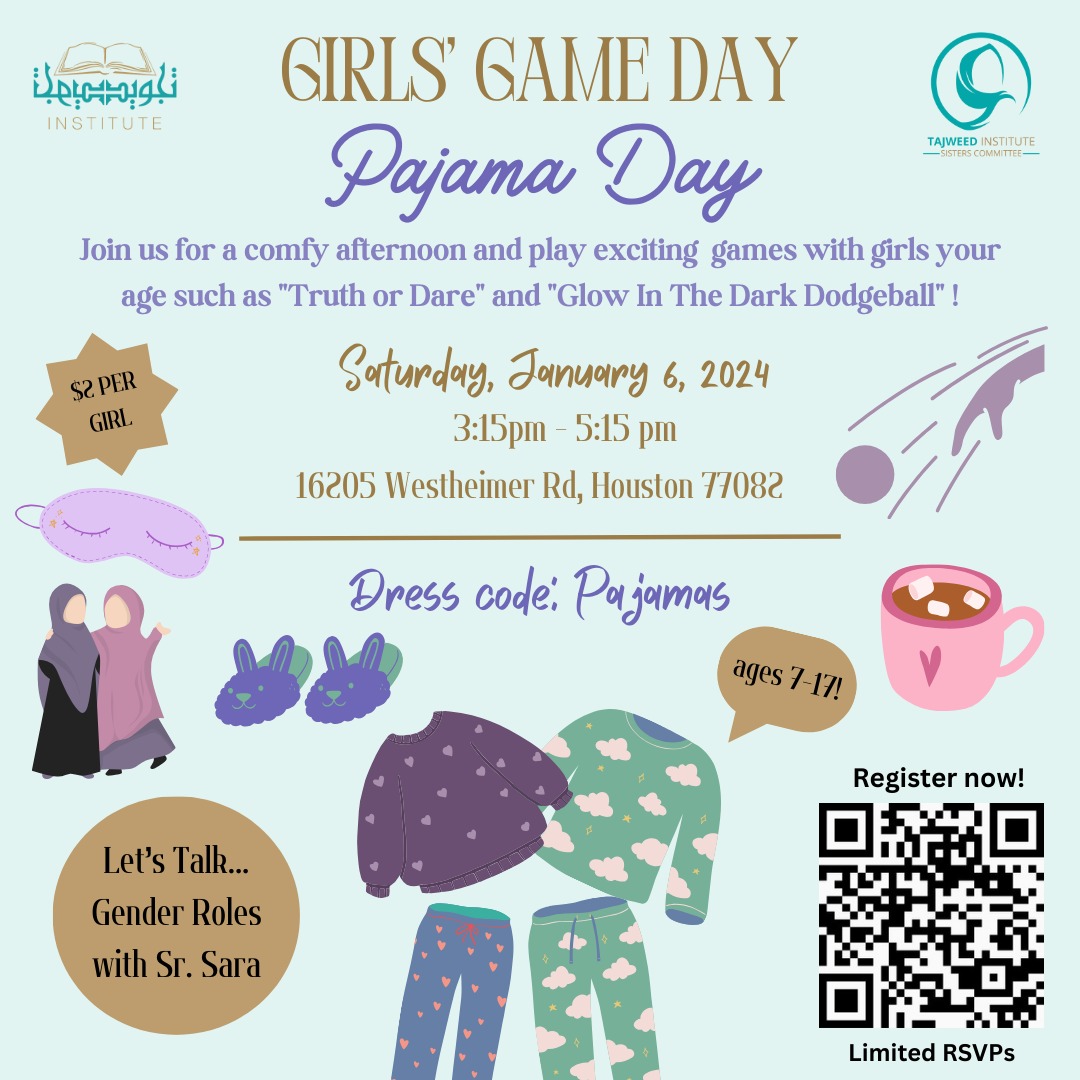 تجويد
INSTITUTE
GIRLS' GAME DAY
TAJWEED INSTITUTE
SISTERS COMMITTEE
Pajama Day
Join us for a comfy afternoon and play exciting games with girls your
age such as "Truth or Dare" and "Glow In The Dark Dodgeball" !
$2 PER
GIRL
Saturday, January 6, 2024
3:15pm - 5:15 pm
16205 Westheimer Rd, Houston 77082
Dress code: Pajamas
ages 7-17!
Let's Talk...
Gender Roles
with Sr. Sara
Register now!
Limited RSVPs